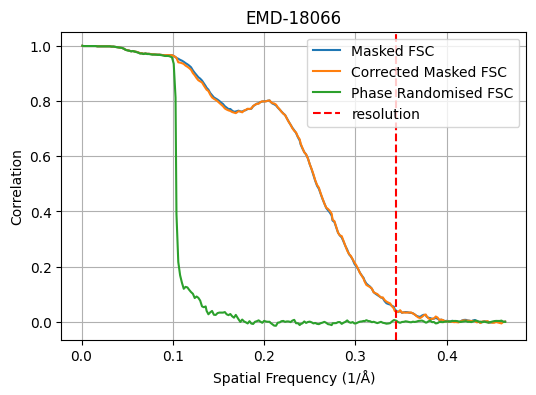 EMD-18066
Masked FSC
Corrected Masked FSC
Phase Randomised FSC
resolution
Correlation
1.0
0.8
0.6
0.4
0.2
0.0
0.0 0.1 0.2 0.3 0.4
Spatial Frequency (1/Å)